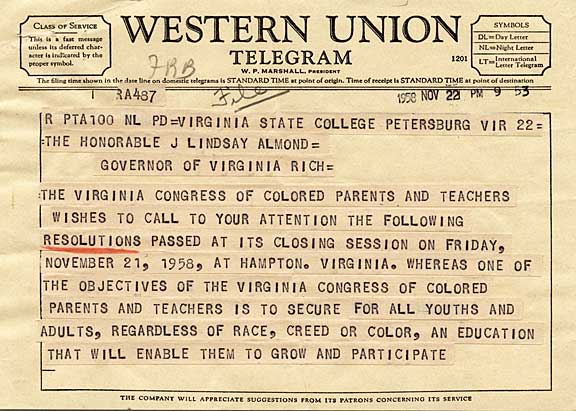 CLASS OF SERVICE
This is a fast message
unless its deferred char-
acter is indicated by the
proper symbol.
WESTERN UNION
TELEGRAM
W. P. MARSHALL, PRESIDENT
1201
SYMBOLS
DL=Day Letter
NL=Night Letter
LT=International Letter Telegram
The filing time shown in the date line on domestic telegrams is STANDARD TIME at point of origin. Time of receipt is STANDARD TIME at point of destination
RA487
File
1958 NOV 22 PM 9 53
R PTA100 NL PD=VIRGINIA STATE COLLEGE PETERSBURG VIR 22=
THE HONORABLE J LINDSAY ALMOND=
GOVERNOR OF VIRGINIA RICH=
THE VIRGINIA CONGRESS OF COLORED PARENTS AND TEACHERS
WISHES TO CALL TO YOUR ATTENTION THE FOLLOWING
RESOLUTIONS PASSED AT ITS CLOSING SESSION ON FRIDAY,
NOVEMBER 21, 1958, AT HAMPTON. VIRGINIA. WHEREAS ONE OF
THE OBJECTIVES OF THE VIRGINIA CONGRESS OF COLORED
PARENTS AND TEACHERS IS TO SECURE FOR ALL YOUTHS AND
ADULTS, REGARDLESS OF RACE, CREED OR COLOR, AN EDUCATION
THAT WILL ENABLE THEM TO GROW AND PARTICIPATE
THE COMPANY WILL APPRECIATE SUGGESTIONS FROM ITS PATRONS CONCERNING ITS SERVICE